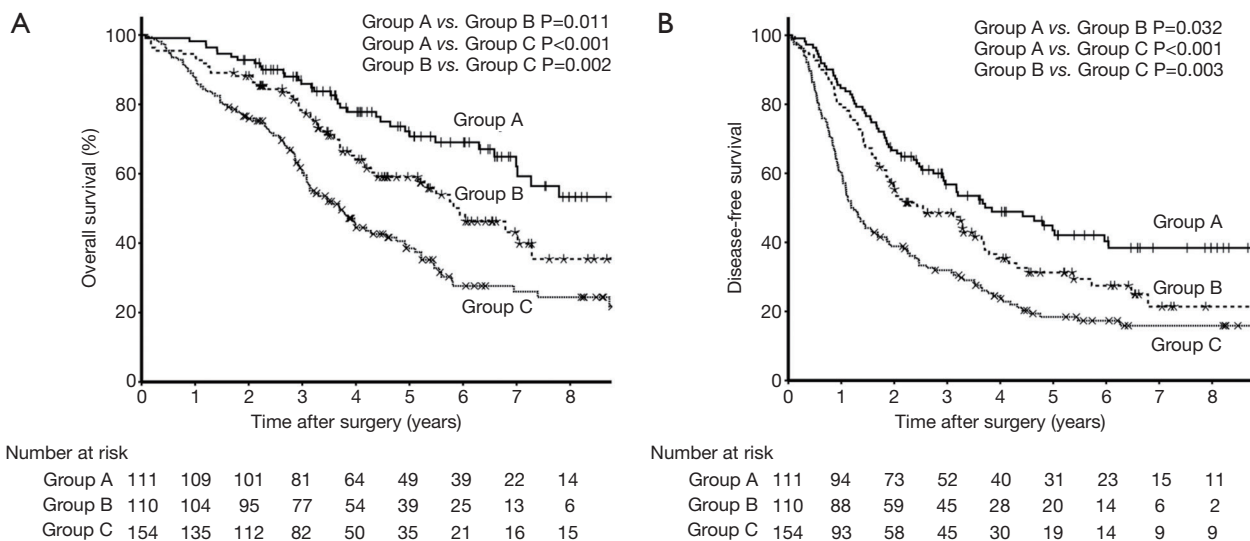 A
Group A vs. Group B P=0.011
Group A vs. Group C P<0.001
Group B vs. Group C P=0.002
100
80
60
40
20
0
Overall survival (%)
Group A
Group B
Group C
0 1 2 3 4 5 6 7 8
Time after surgery (years)
Number at risk
Group A 111 109 101 81 64 49 39 22 14
Group B 110 104 95 77 54 39 25 13 6
Group C 154 135 112 82 50 35 21 16 15
B
Group A vs. Group B P=0.032
Group A vs. Group C P<0.001
Group B vs. Group C P=0.003
100
80
60
40
20
0
Disease-free survival
Group A
Group B
Group C
0 1 2 3 4 5 6 7 8
Time after surgery (years)
Number at risk
Group A 111 94 73 52 40 31 23 15 11
Group B 110 88 59 45 28 20 14 6 2
Group C 154 93 58 45 30 19 14 9 9